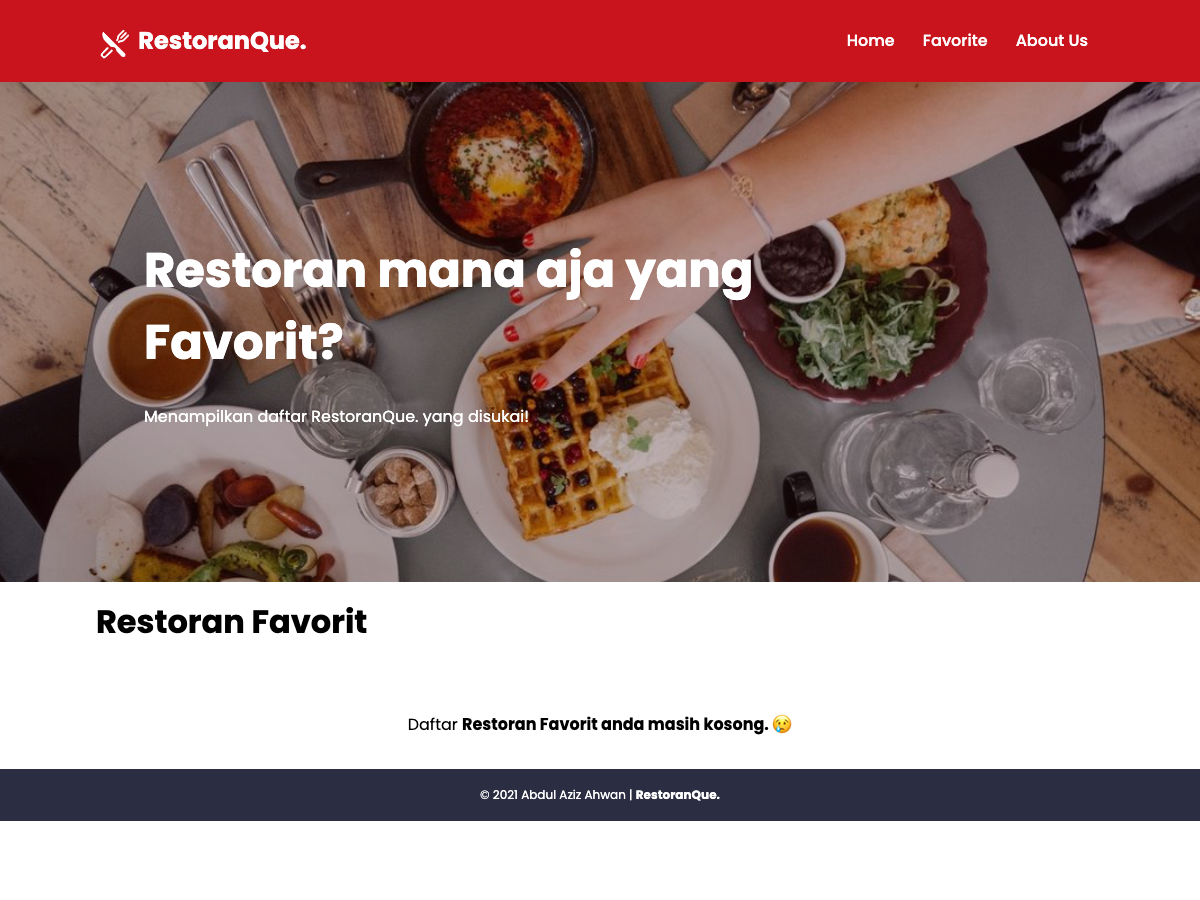 RestoranQue.
Home Favorite About Us
Restoran mana aja yang
Favorit?
Menampilkan daftar RestoranQue. yang disukai!
Restoran Favorit
Daftar Restoran Favorit anda masih kosong. 😢
© 2021 Abdul Aziz Ahwan | RestoranQue.